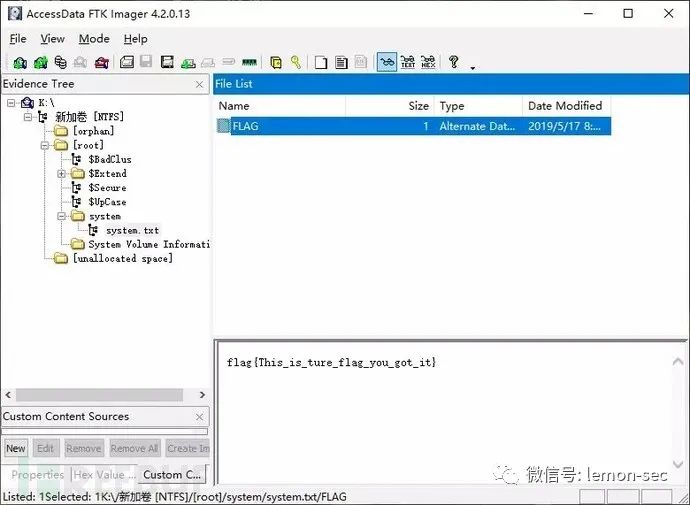 AccessData FTK Imager 4.2.0.13
File View Mode Help
Evidence Tree
File List
K:\
新加卷 [NTFS]
[orphan]
[root]
$BadClus
$Extend
$Secure
$UpCase
system
system.txt
System Volume Informati
[unallocated space]
Name Size Type Date Modified
FLAG 1 Alternate Dat... 2019/5/17 8:...
flag{This_is_ture_flag_you_got_it}
Custom Content Sources
New Edit Remove Remove All Create Im
Properties Hex Value ... Custom C...
微信号: lemon-sec
Listed: 1 Selected: 1 K:\/新加卷 [NTFS]/[root]/system/system.txt/FLAG